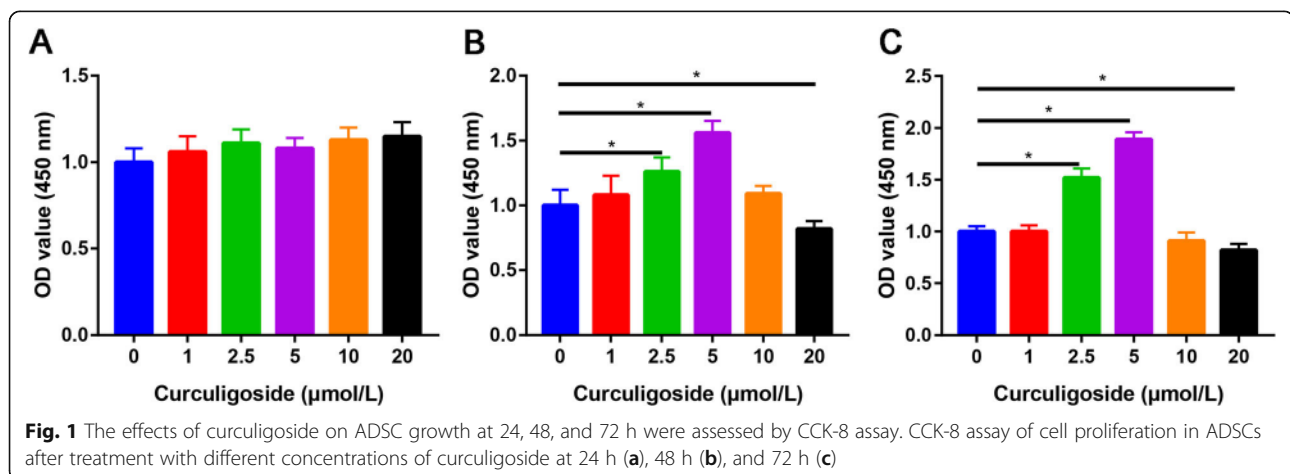 A
B
C
OD value (450 nm)
1.5
1.0
0.5
0.0
0 1 2.5 5 10 20
Curculigoside (μmol/L)
OD value (450 nm)
2.0
1.5
1.0
0.5
0.0
*
*
*
0 1 2.5 5 10 20
Curculigoside (μmol/L)
OD value (450 nm)
2.5
2.0
1.5
1.0
0.5
0.0
*
*
*
0 1 2.5 5 10 20
Curculigoside (μmol/L)
Fig. 1 The effects of curculigoside on ADSC growth at 24, 48, and 72 h were assessed by CCK-8 assay. CCK-8 assay of cell proliferation in ADSCs
after treatment with different concentrations of curculigoside at 24 h (a), 48 h (b), and 72 h (c)